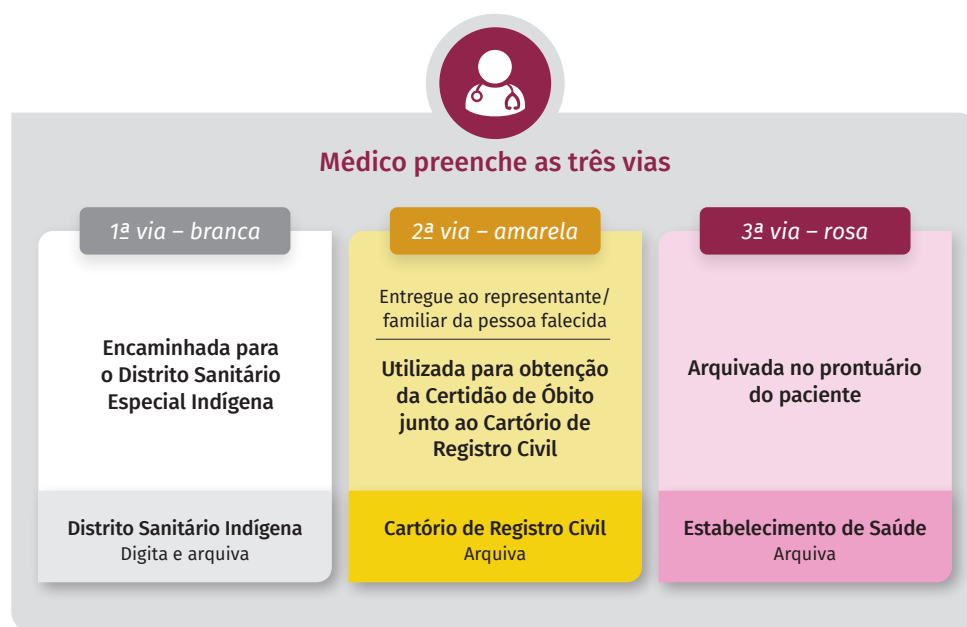 Médico preenche as três vias
1ª via – branca
Encaminhada para
o Distrito Sanitário
Especial Indígena
Distrito Sanitário Indígena
Digita e arquiva
2ª via – amarela
Entregue ao representante/
familiar da pessoa falecida
Utilizada para obtenção
da Certidão de Óbito
junto ao Cartório de
Registro Civil
Cartório de Registro Civil
Arquiva
3ª via – rosa
Arquivada no prontuário
do paciente
Estabelecimento de Saúde
Arquiva